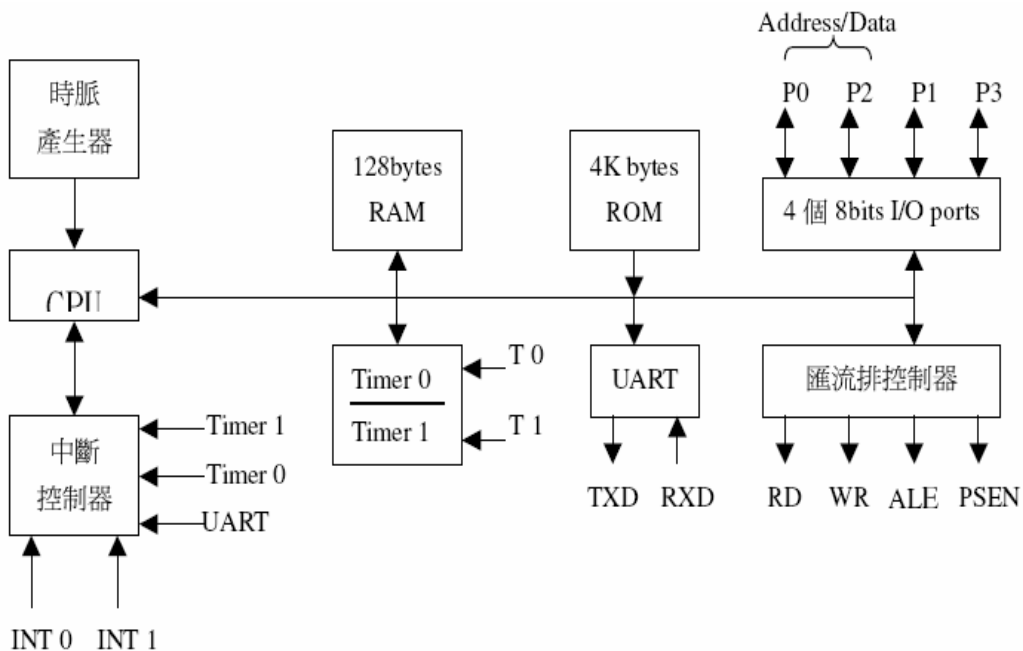 Address/Data
P0 P2 P1 P3
時脈
產生器
128bytes
RAM
4K bytes
ROM
4 個 8bits I/O ports
CPU
Timer 0
Timer 1
T 0
T 1
UART
匯流排控制器
中斷
控制器
Timer 1
Timer 0
UART
TXD RXD
RD WR ALE PSEN
INT 0 INT 1